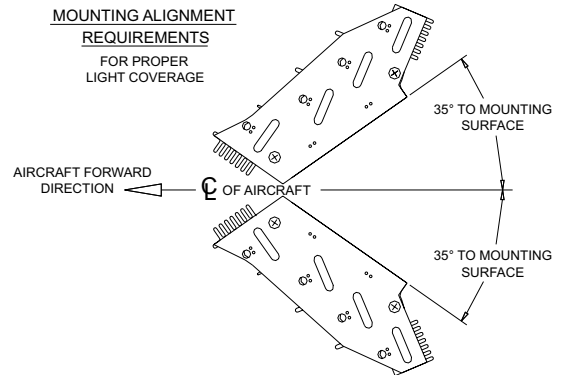 MOUNTING ALIGNMENT
REQUIREMENTS
FOR PROPER
LIGHT COVERAGE
35° TO MOUNTING
SURFACE
AIRCRAFT FORWARD
DIRECTION
℄ OF AIRCRAFT
35° TO MOUNTING
SURFACE